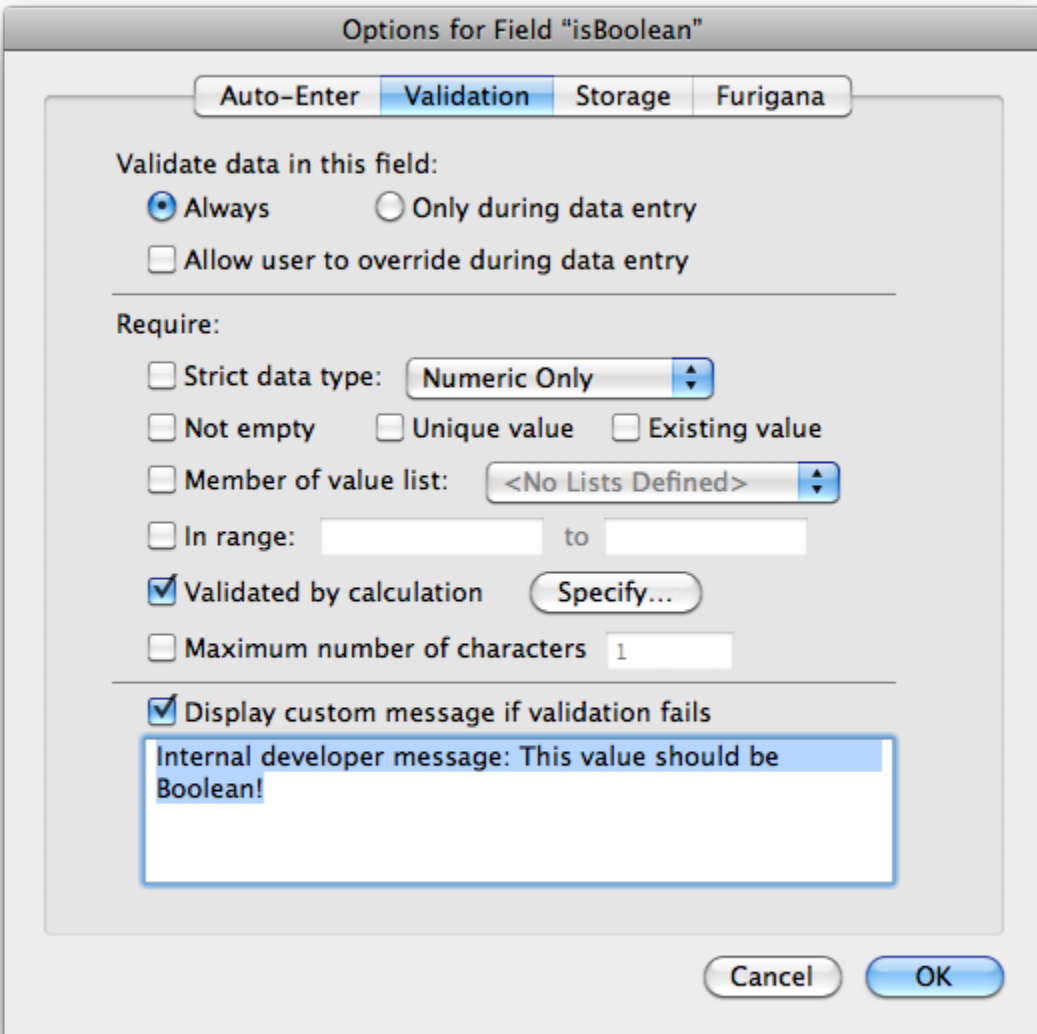 Options for Field “isBoolean”
Auto-Enter Validation Storage Furigana
Validate data in this field:
Always Only during data entry
Allow user to override during data entry
Require:
Strict data type: Numeric Only
Not empty Unique value Existing value
Member of value list: <No Lists Defined>
In range: to
Validated by calculation Specify...
Maximum number of characters 1
Display custom message if validation fails
Internal developer message: This value should be
Boolean!
Cancel OK